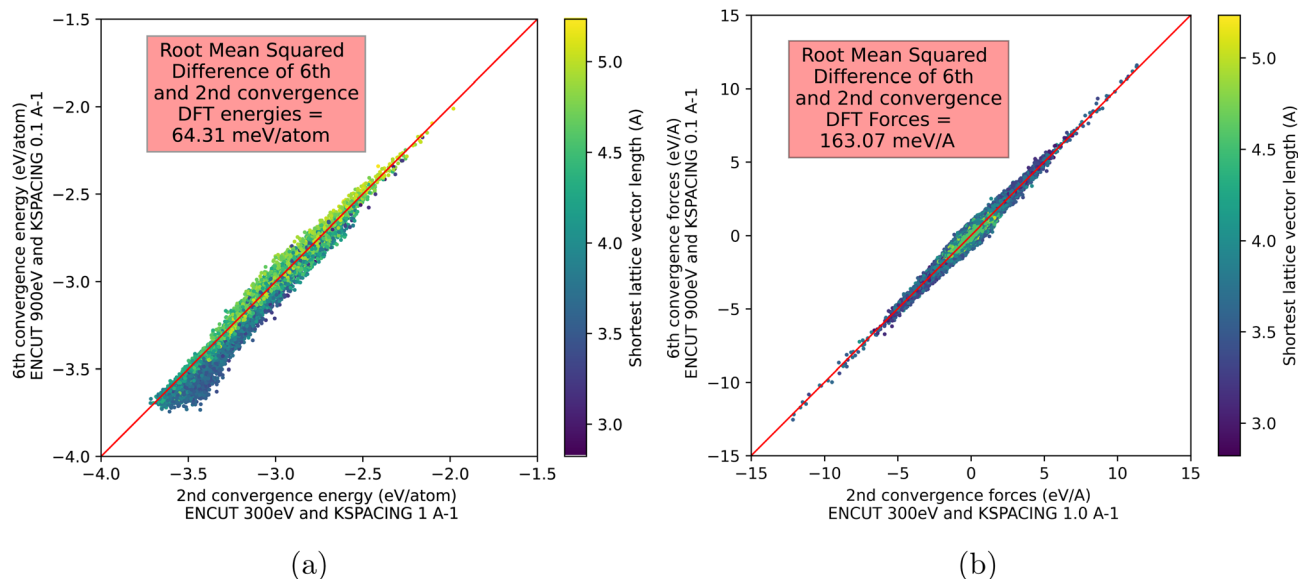 Root Mean Squared
Difference of 6th
and 2nd convergence
DFT energies =
64.31 meV/atom
−1.5
−2.0
−2.5
−3.0
−3.5
−4.0
6th convergence energy (eV/atom)
ENCUT 900eV and KSPACING 0.1 A-1
−4.0 −3.5 −3.0 −2.5 −2.0 −1.5
2nd convergence energy (eV/atom)
ENCUT 300eV and KSPACING 1 A-1
5.0
4.5
4.0
3.5
3.0
Shortest lattice vector length (A)
(a)
Root Mean Squared
Difference of 6th
and 2nd convergence
DFT Forces =
163.07 meV/A
15
10
5
0
−5
−10
−15
6th convergence forces (eV/A)
ENCUT 900eV and KSPACING 0.1 A-1
−15 −10 −5 0 5 10 15
2nd convergence forces (eV/A)
ENCUT 300eV and KSPACING 1.0 A-1
5.0
4.5
4.0
3.5
3.0
Shortest lattice vector length (A)
(b)